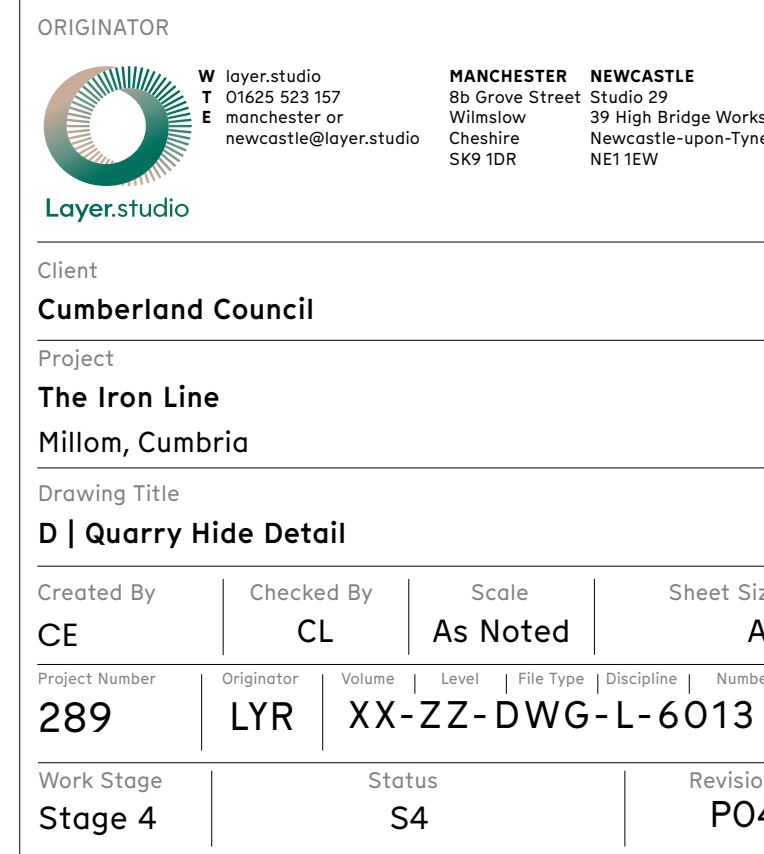 ORIGINATOR
W layer.studio
T 01625 523 157
E manchester or
newcastle@layer.studio
MANCHESTER
8b Grove Street
Wilmslow
Cheshire
SK9 1DR
NEWCASTLE
Studio 29
39 High Bridge Works
Newcastle-upon-Tyne
NE1 1EW
Layer.studio
Client
Cumberland Council
Project
The Iron Line
Millom, Cumbria
Drawing Title
D | Quarry Hide Detail
Created By Checked By Scale Sheet
CE CL As Noted
Project Number Originator Volume Level File Type Discipline
289 LYR XX-ZZ-DWG-L-6013
Work Stage Status
Stage 4 S4